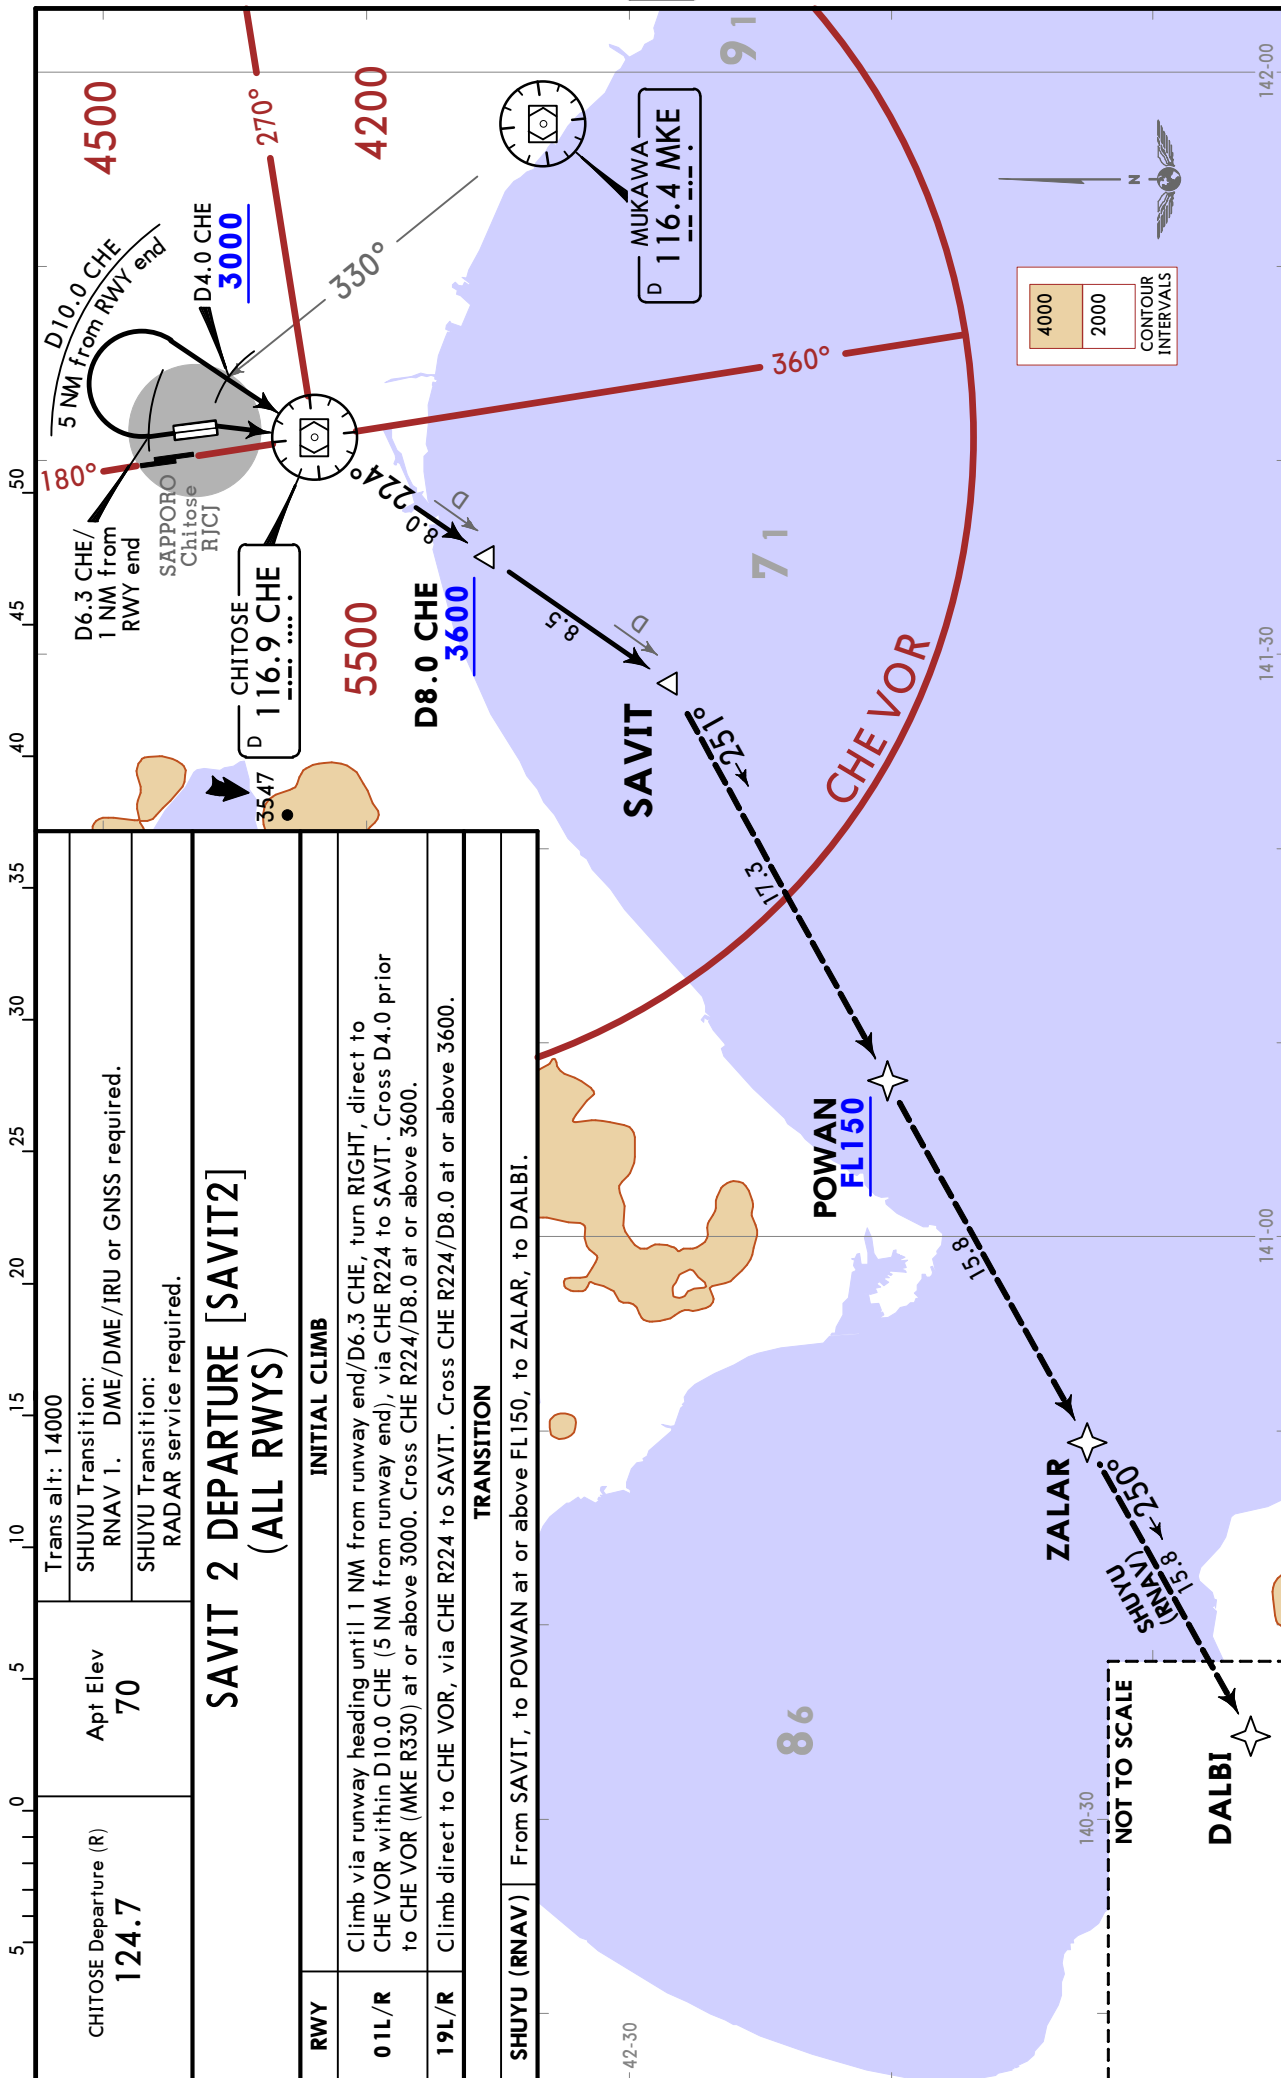 CHITOSE Departure (R)
124.7
Apt Elev
70
Trans alt: 14000
SHUYU Transition:
RNAV 1.  DME/DME/IRU or GNSS required.
SHUYU Transition:
RADAR service required.
SAVIT 2 DEPARTURE [SAVIT2]
(ALL RWYS)
RWY
INITIAL CLIMB
01L/R
Climb via runway heading until 1 NM from runway end/D6.3 CHE, turn RIGHT, direct to
CHE VOR within D10.0 CHE (5 NM from runway end), via CHE R224 to SAVIT. Cross D4.0 prior
to CHE VOR (MKE R330) at or above 3000. Cross CHE R224/D8.0 at or above 3600.
19L/R
Climb direct to CHE VOR, via CHE R224 to SAVIT. Cross CHE R224/D8.0 at or above 3600.
TRANSITION
SHUYU (RNAV)
From SAVIT, to POWAN at or above FL150, to ZALAR, to DALBI.
5
0
5
10
15
20
25
30
35
40
45
50
180°
D6.3 CHE/
1 NM from
RWY end
SAPPORO
Chitose
RJCJ
D10.0 CHE
5 NM from RWY end
D4.0 CHE
3000
4500
270°
4200
330°
D
CHITOSE
116.9 CHE
3547
5500
D
MUKAWA
116.4 MKE
91
224°
8.0
D
D8.0 CHE
3600
8.5
D
360°
71
SAVIT
251°
CHE VOR
17.3
POWAN
FL150
15.8
ZALAR
250°
15.8
SHUYU
(RNAV)
86
NOT TO SCALE
DALBI
N
4000
2000
CONTOUR
INTERVALS
42-30
140-30
141-00
141-30
142-00